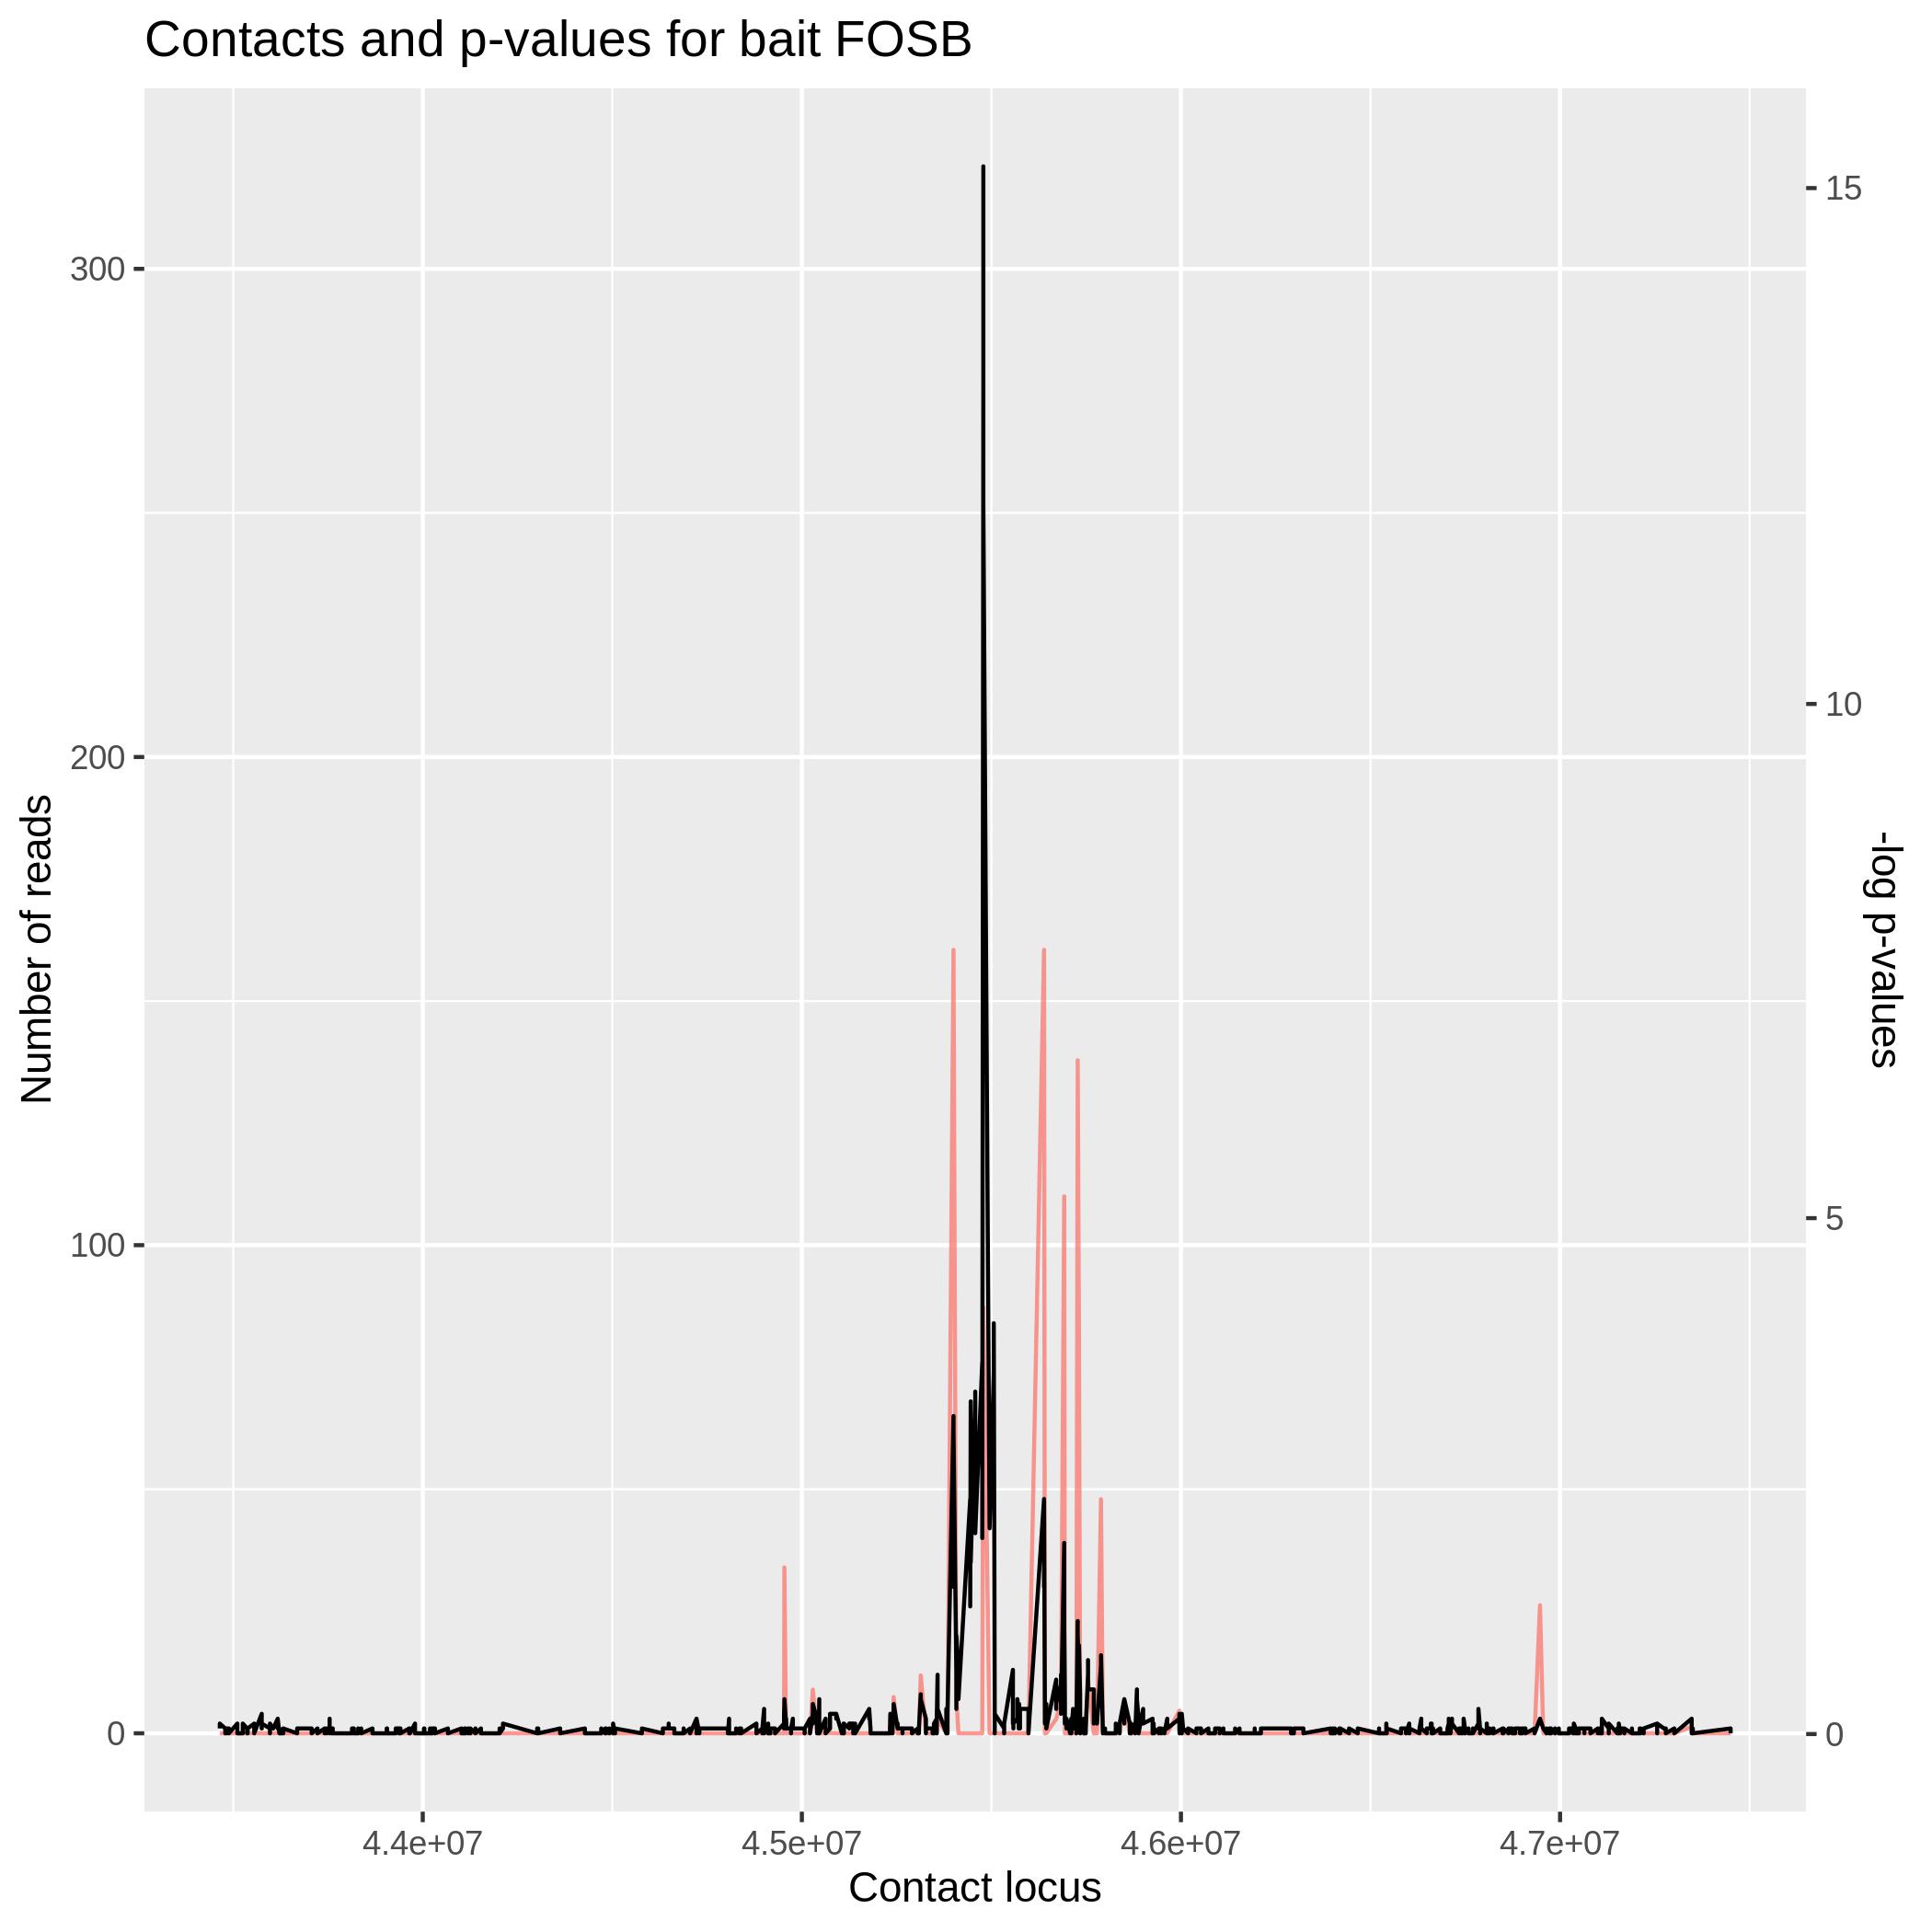 Contacts and p-values for bait FOSB
Number of reads
300
200
100
0
15
10
5
0
-log p-values
4.4e+07
4.5e+07
4.6e+07
4.7e+07
Contact locus